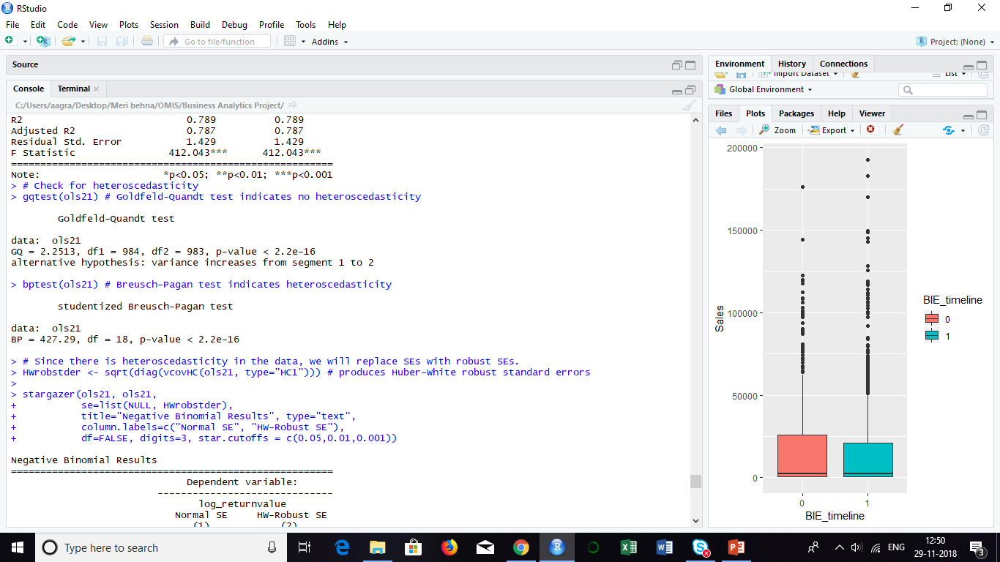 RStudio
File Edit Code View Plots Session Build Debug Profile Tools Help
Go to file/function Addins Project: (None)
Source
Console Terminal
C:/Users/aagra/Desktop/Meri behna/OMIS/Business Analytics Project/
R2 0.789 0.789
Adjusted R2 0.787 0.787
Residual Std. Error 1.429 1.429
F Statistic 412.043*** 412.043***
=======================================================
Note: *p<0.05; **p<0.01; ***p<0.001
> # Check for heteroscedasticity
> gqtest(ols21) # Goldfeld-Quandt test indicates no heteroscedasticity
Goldfeld-Quandt test
data: ols21
GQ = 2.2513, df1 = 984, df2 = 983, p-value < 2.2e-16
alternative hypothesis: variance increases from segment 1 to 2
> bptest(ols21) # Breusch-Pagan test indicates heteroscedasticity
studentized Breusch-Pagan test
data: ols21
BP = 427.29, df = 18, p-value < 2.2e-16
> # Since there is heteroscedasticity in the data, we will replace SEs with robust SEs.
> HWrobstder <- sqrt(diag(vcovHC(ols21, type="HC1"))) # produces Huber-White robust standard errors
>
> stargazer(ols21, ols21,
+ se=list(NULL, HWrobstder),
+ title="Negative Binomial Results", type="text",
+ column.labels=c("Normal SE", "HW-Robust SE"),
+ df=FALSE, digits=3, star.cutoffs = c(0.05,0.01,0.001))
Negative Binomial Results
=======================================================
Dependent variable:
------------------------------
log_returnvalue
Normal SE HW-Robust SE
(1) (2)
Environment History Connections
Import Dataset List
Global Environment
Files Plots Packages Help Viewer
Zoom Export
200000
150000
100000
50000
0
Sales
0 1
BIE_timeline
BIE_timeline
0
1
Type here to search
ENG
12:50
29-11-2018
3